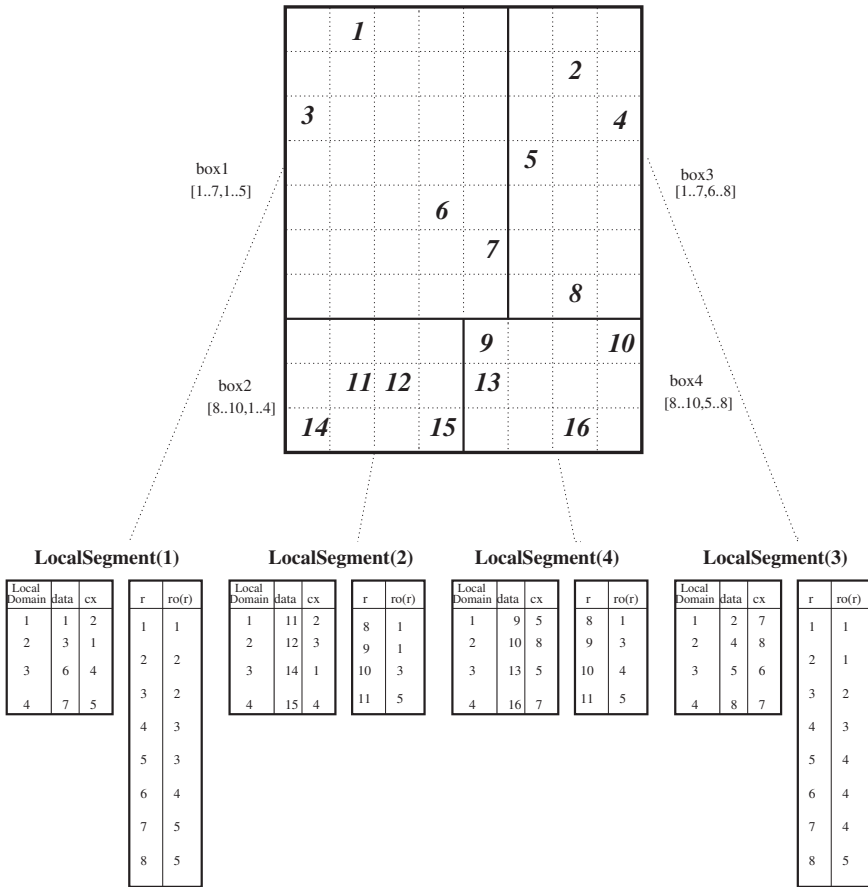 1
2
3 4
box1
[1..7,1..5]
5
box3
[1..7,6..8]
6
7
8
9 10
box2
[8..10,1..4]
11 12 13
box4
[8..10,5..8]
14 15 16
LocalSegment(1)
Local Domain data cx
1 1 2
2 3 1
3 6 4
4 7 5
r ro(r)
1 1
2 2
3 2
4 3
5 3
6 4
7 5
8 5
LocalSegment(2)
Local Domain data cx
1 11 2
2 12 3
3 14 1
4 15 4
r ro(r)
8 1
9 1
10 3
11 5
LocalSegment(4)
Local Domain data cx
1 9 5
2 10 8
3 13 5
4 16 7
r ro(r)
8 1
9 3
10 4
11 5
LocalSegment(3)
Local Domain data cx
1 2 7
2 4 8
3 5 6
4 8 7
r ro(r)
1 1
2 1
3 2
4 3
5 4
6 4
7 4
8 5